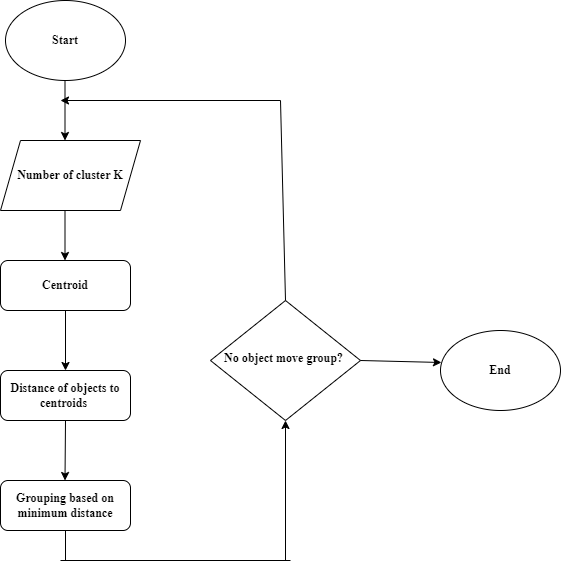 Start
Number of cluster K
Centroid
Distance of objects to
centroids
Grouping based on
minimum distance
No object move group?
End